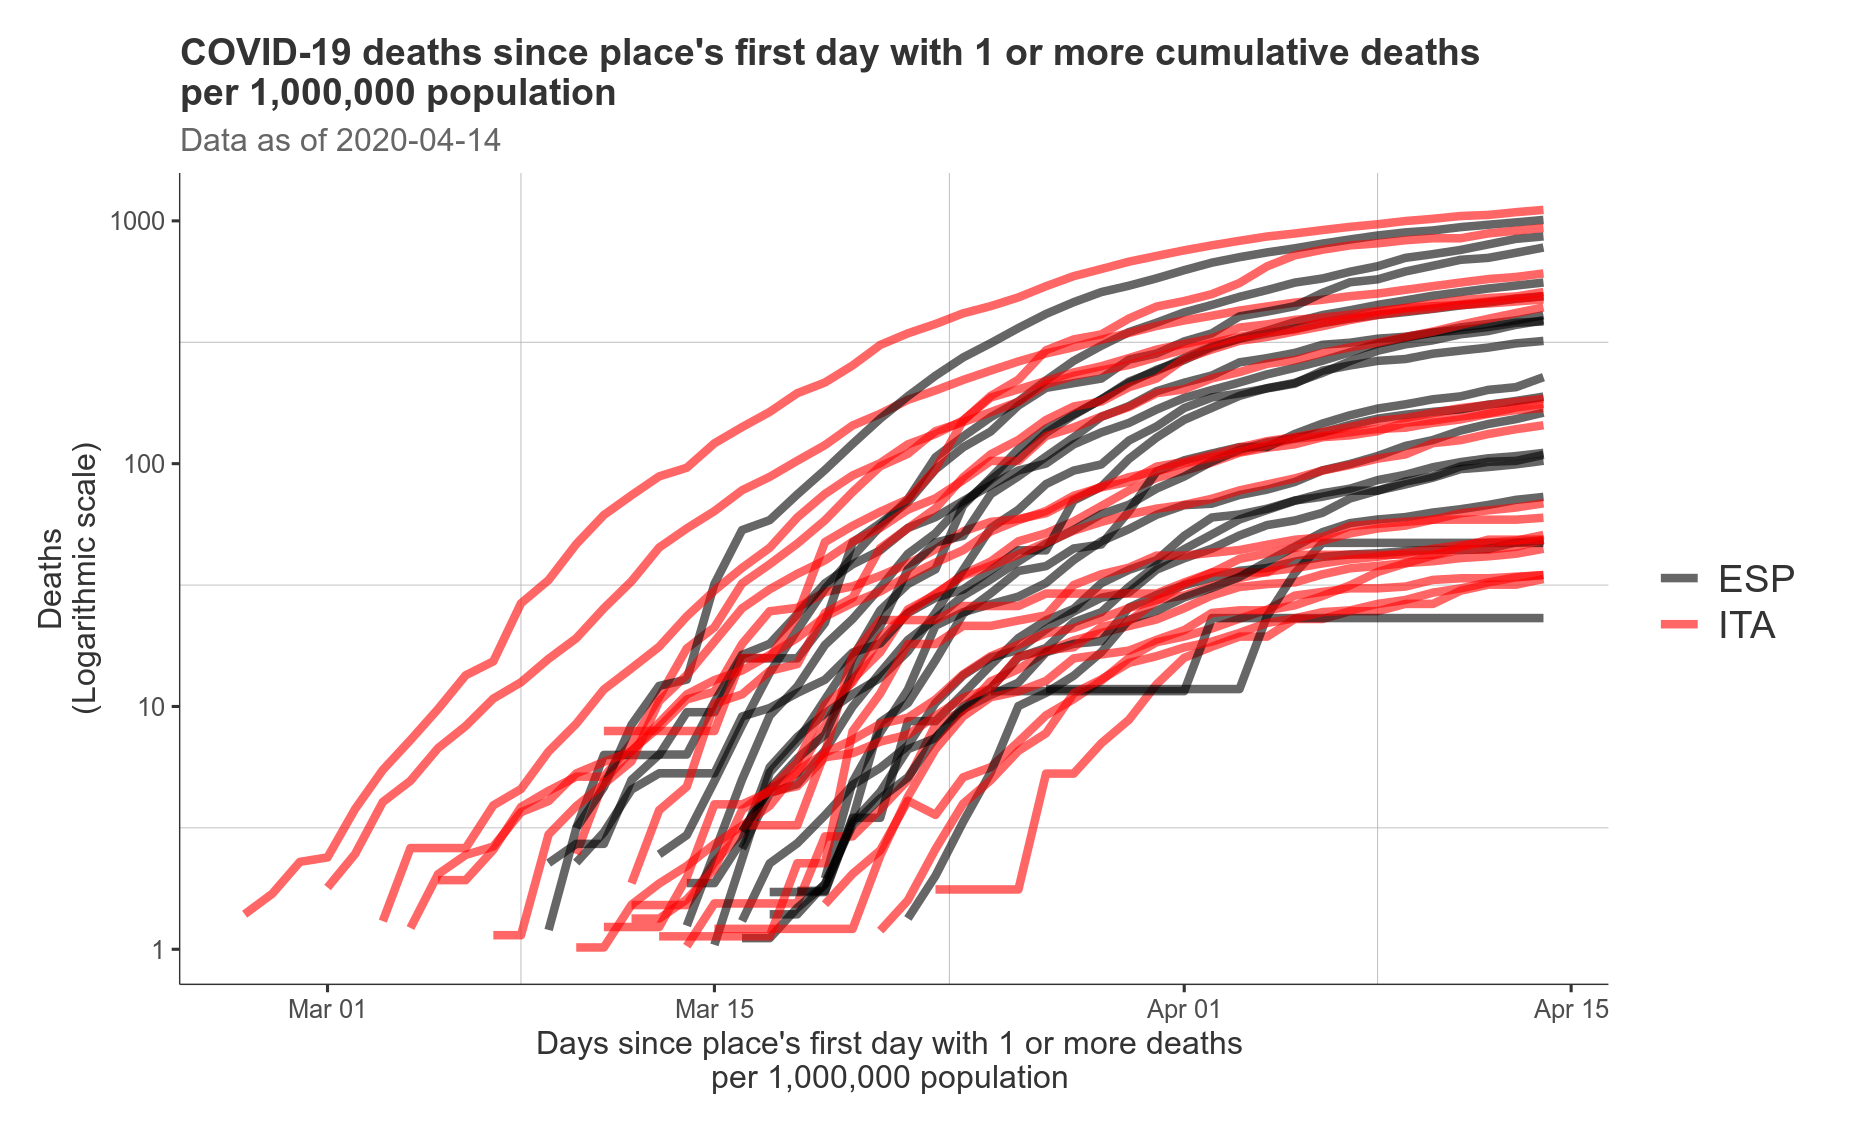 COVID-19 deaths since place's first day with 1 or more cumulative deaths
per 1,000,000 population
Data as of 2020-04-14
Deaths
(Logarithmic scale)
1000
100
10
1
Mar 01
Mar 15
Apr 01
Apr 15
Days since place's first day with 1 or more deaths
per 1,000,000 population
ESP
ITA